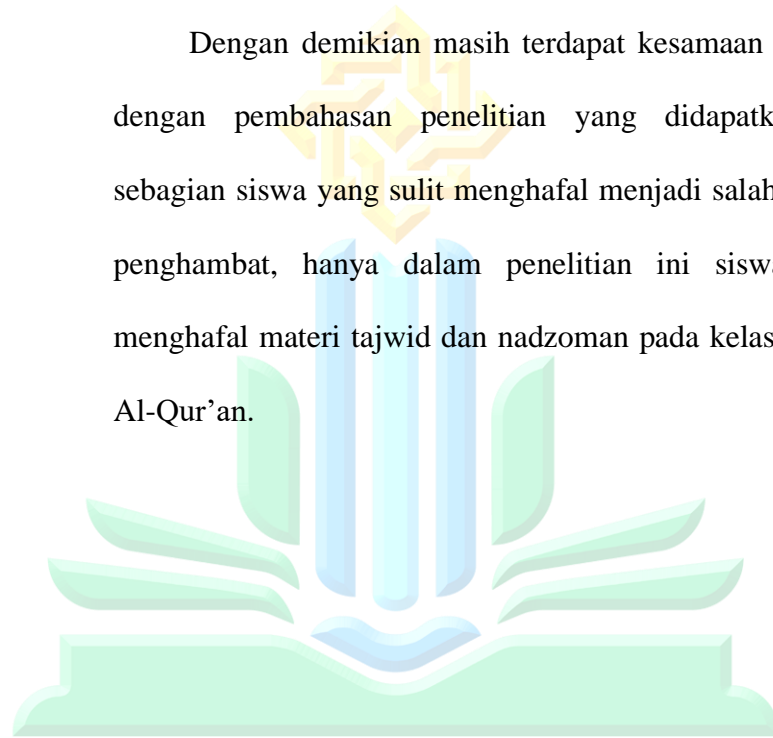 Dengan demikian masih terdapat kesamaan
dengan pembahasan penelitian yang didapatk
sebagian siswa yang sulit menghafal menjadi salah
penghambat, hanya dalam penelitian ini siswa
menghafal materi tajwid dan nadzoman pada kelas
Al-Qur’an.